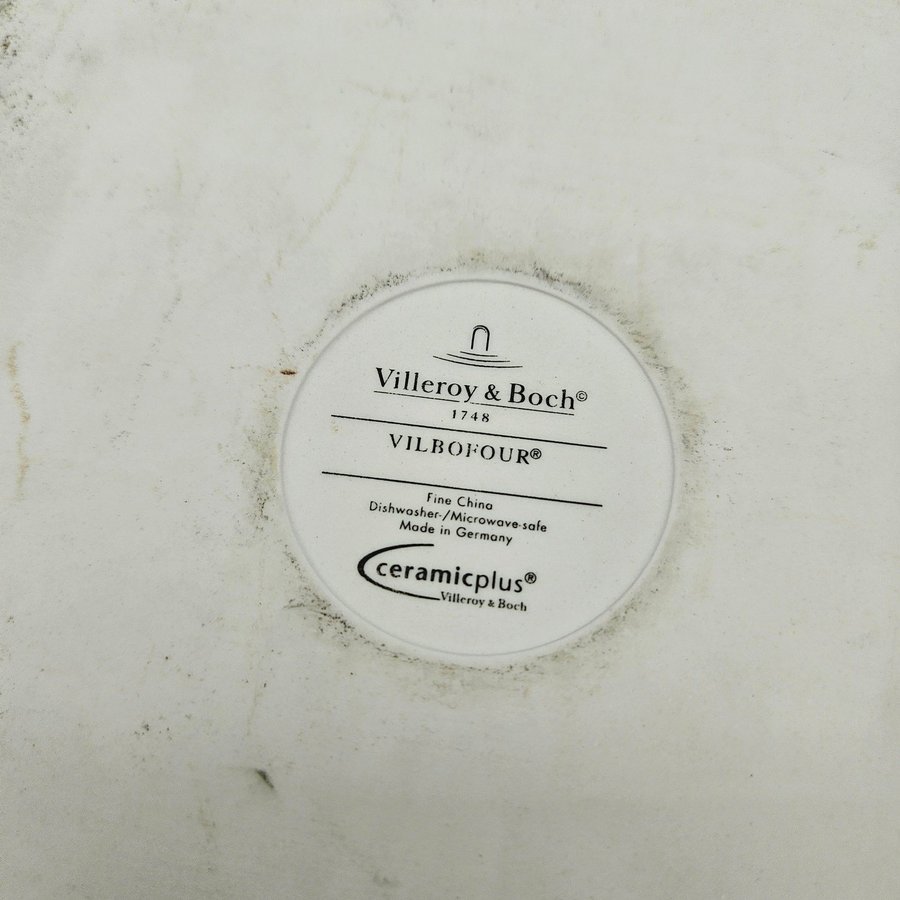 Villeroy & Boch©
1748
VILBOFOUR®
Fine China
Dishwasher-/Microwave-safe
Made in Germany
ceramicplus®
Villeroy & Boch